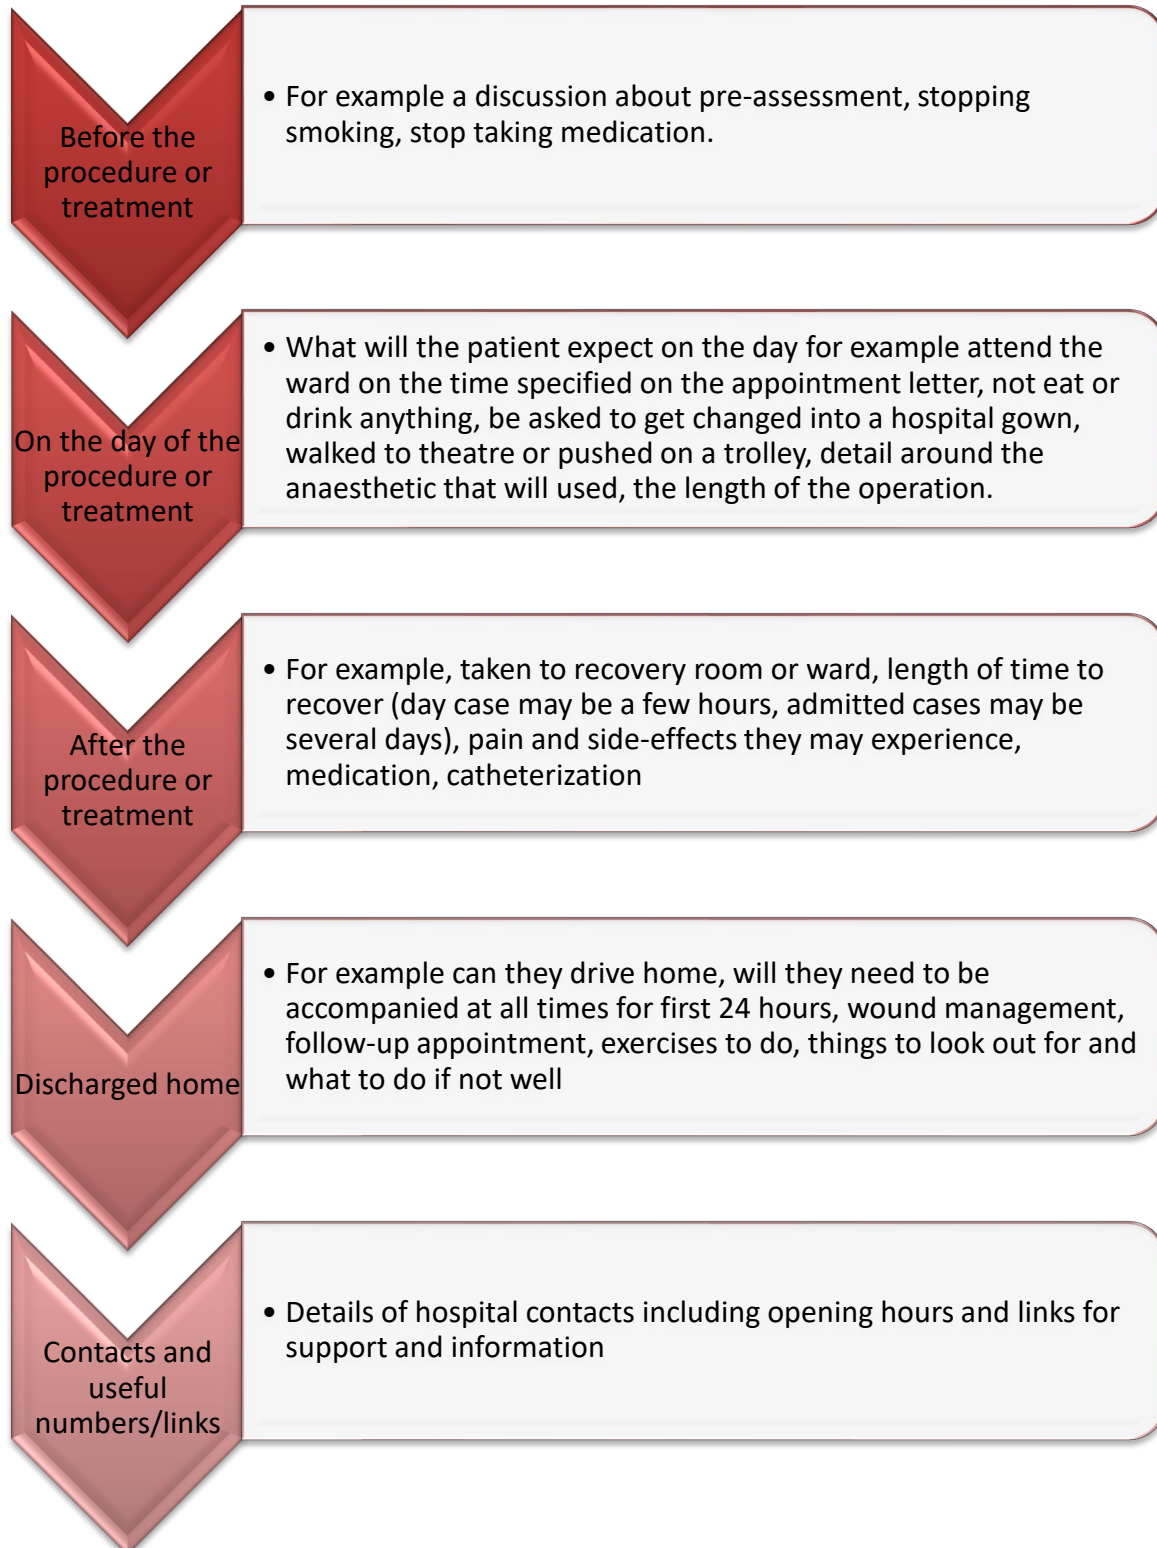 Before the
procedure or
treatment
• For example a discussion about pre-assessment, stopping
smoking, stop taking medication.
On the day of the
procedure or
treatment
• What will the patient expect on the day for example attend the
ward on the time specified on the appointment letter, not eat or
drink anything, be asked to get changed into a hospital gown,
walked to theatre or pushed on a trolley, detail around the
anaesthetic that will used, the length of the operation.
After the
procedure or
treatment
• For example, taken to recovery room or ward, length of time to
recover (day case may be a few hours, admitted cases may be
several days), pain and side-effects they may experience,
medication, catheterization
Discharged home
• For example can they drive home, will they need to be
accompanied at all times for first 24 hours, wound management,
follow-up appointment, exercises to do, things to look out for and
what to do if not well
Contacts and
useful
numbers/links
• Details of hospital contacts including opening hours and links for
support and information